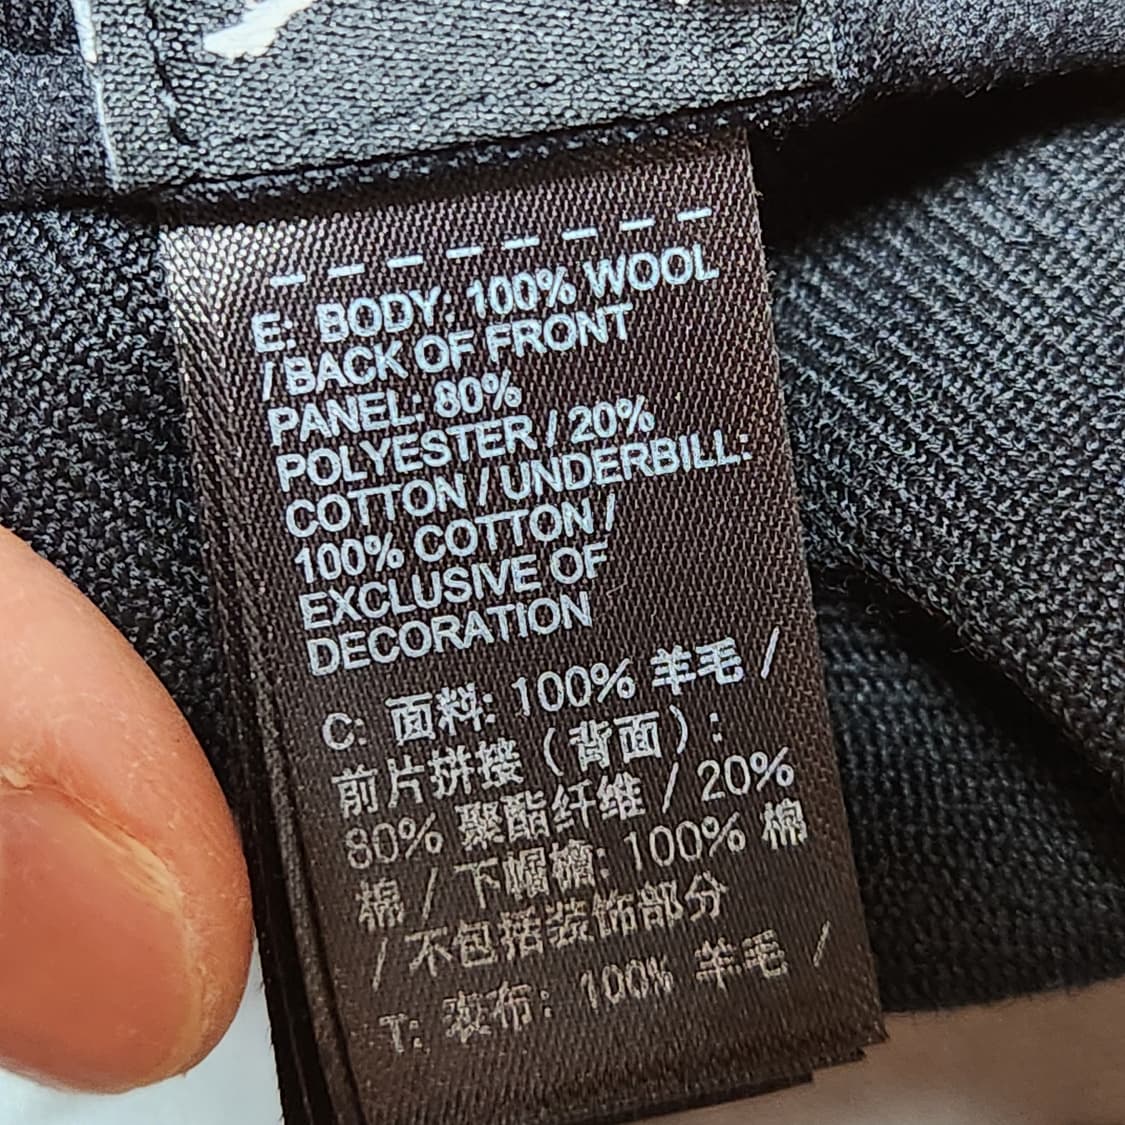 E: BODY: 100% WOOL
/ BACK OF FRONT
PANEL: 80%
POLYESTER / 20%
COTTON / UNDERBILL:
100% COTTON /
EXCLUSIVE OF
DECORATION
C: 面料: 100% 羊毛 /
前片拼接（背面）:
80% 聚酯纤维 / 20%
棉 / 下帽檐: 100% 棉
/ 不包括装饰部分
T: 表布: 100% 羊毛 /